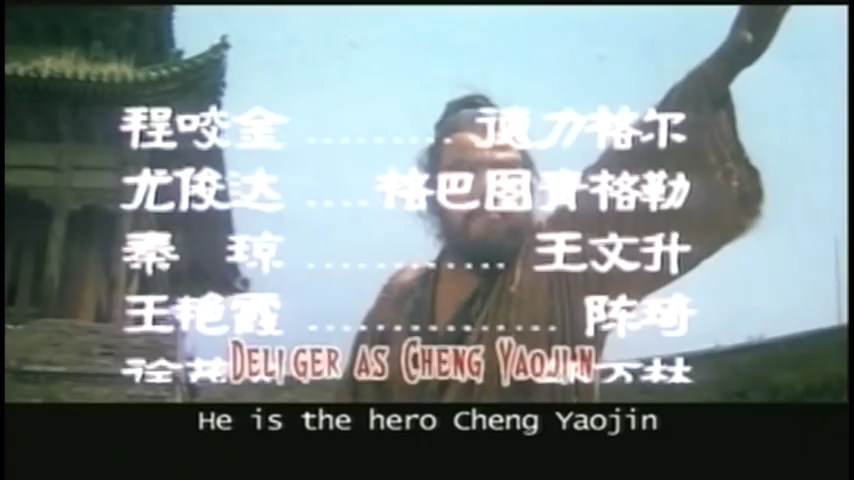 程咬金 ......... 德力格尔
尤俊达 .... 格巴图青格勒
秦 琼 ............ 王文升
王艳霞 ............... 陈琦
DELIGER AS CHENG YAOJIN
He is the hero Cheng Yaojin